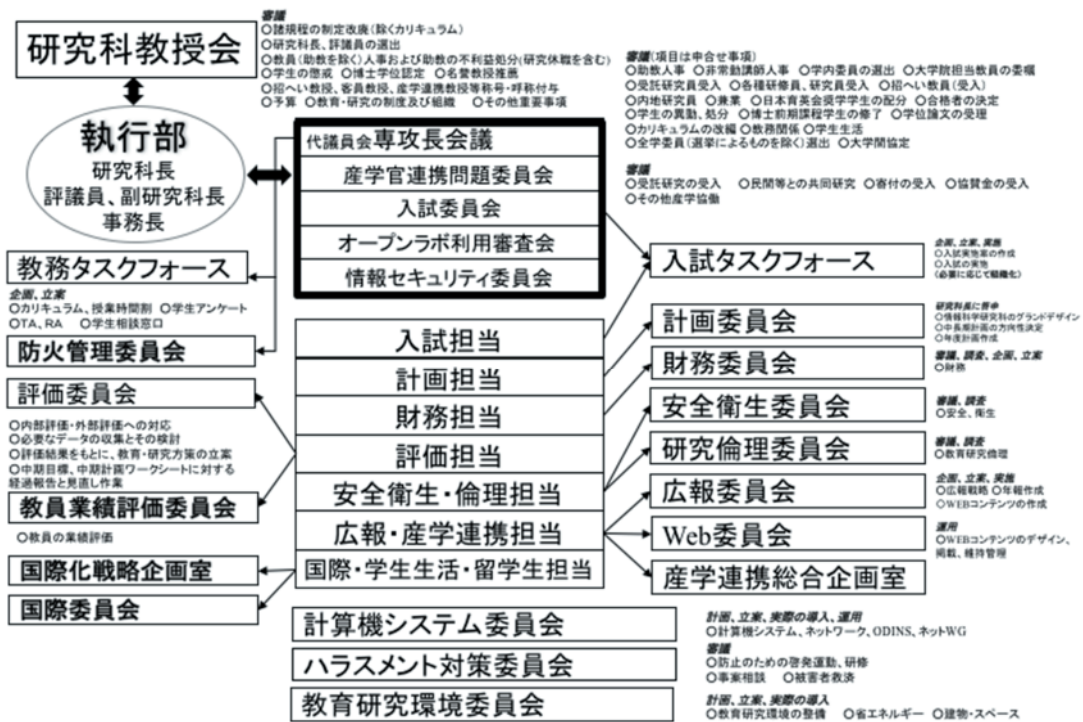 研究科教授会
審議
○諸規程の制定改廃(除くカリキュラム)
○研究科長、評議員の選出
○教員(助教を除く)人事および助教の不利益処分(研究休職を含む)
○学生の懲戒 ○博士学位認定 ○名誉教授推薦
○招へい教授、客員教授、産学連携教授等称号・呼称付与
○予算 ○教育・研究の制度及び組織 ○その他重要事項
審議(項目は申合せ事項)
○助教人事 ○非常勤講師人事 ○学内委員の選出 ○大学院担当教員の委嘱
○受託研究員受入 ○各種研修員、研究員受入 ○招へい教員(受入)
○内地研究員 ○兼業 ○日本育英会奨学学生の配分 ○合格者の決定
○学生の異動、処分 ○博士前期課程学生の修了 ○学位論文の受理
○カリキュラムの改編 ○教務関係 ○学生生活
○全学委員(選挙によるものを除く)選出 ○大学間協定
審議
○受託研究の受入 ○民間等との共同研究 ○寄付の受入 ○協賛金の受入
○その他産学協働
執行部
研究科長
評議員、副研究科長
事務長
代議員会専攻長会議
産学官連携問題委員会
入試委員会
オープンラボ利用審査会
情報セキュリティ委員会
教務タスクフォース
企画、立案
○カリキュラム、授業時間割 ○学生アンケート
○TA、RA ○学生相談窓口
防火管理委員会
評価委員会
○内部評価・外部評価への対応
○必要なデータの収集とその検討
○評価結果をもとに、教育・研究方策の立案
○中期目標、中期計画ワークシートに対する
経過報告と見直し作業
教員業績評価委員会
○教員の業績評価
国際化戦略企画室
国際委員会
入試担当
計画担当
財務担当
評価担当
安全衛生・倫理担当
広報・産学連携担当
国際・学生生活・留学生担当
入試タスクフォース
企画、立案、実施
○入試実施案の作成
○入試の実施
(必要に応じて組織化)
計画委員会
研究科長に答申
○情報科学研究科のグランドデザイン
○中長期計画の方向性決定
○年度計画作成
財務委員会
審議、調査、企画、立案
○財務
安全衛生委員会
審議、調査
○安全、衛生
研究倫理委員会
審議、調査
○教育研究倫理
広報委員会
企画、立案、実施
○広報戦略 ○年報作成
○WEBコンテンツの作成
Web委員会
運用
○WEBコンテンツのデザイン、
掲載、維持管理
産学連携総合企画室
計算機システム委員会
計画、立案、実際の導入、運用
○計算機システム、ネットワーク、ODINS、ネットWG
ハラスメント対策委員会
審議
○防止のための啓発運動、研修
○事案相談 ○被害者救済
教育研究環境委員会
計画、立案、実際の導入
○教育研究環境の整備 ○省エネルギー ○建物・スペース